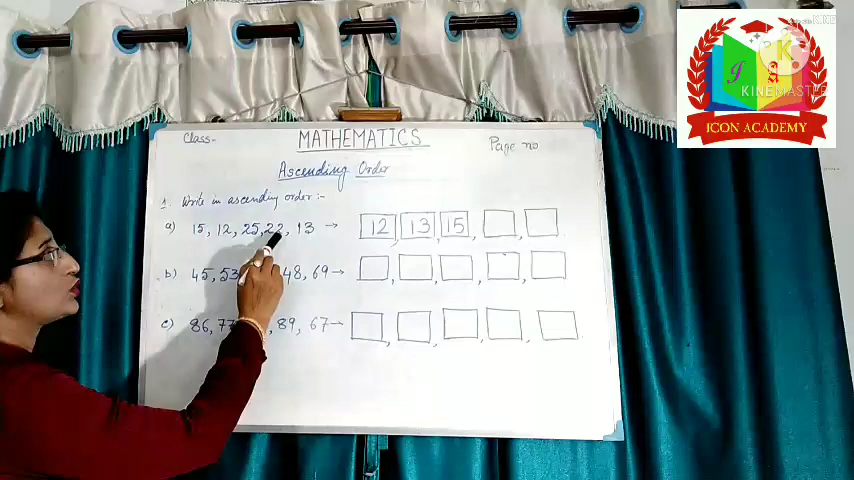 Class-
MATHEMATICS
Page no
Ascending Order
1. Write in ascending order:-
a) 15, 12, 25, 22, 13 → 12, 13, 15,
b) 45, 53 48, 69 →
c) 86, 77 89, 67 →
KINEMASTER
ICON ACADEMY